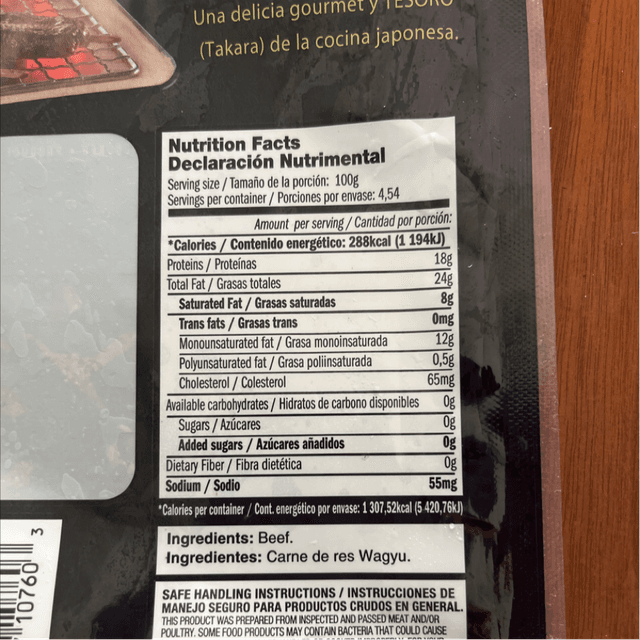 Una delicia gourmet y TESORO
(Takara) de la cocina japonesa.
Nutrition Facts
Declaración Nutrimental
Serving size / Tamaño de la porción: 100g
Servings per container / Porciones por envase: 4,54
Amount per serving / Cantidad por porción:
*Calories / Contenido energético: 288kcal (1 194kJ)
Proteins / Proteínas 18g
Total Fat / Grasas totales 24g
Saturated Fat / Grasas saturadas 8g
Trans fats / Grasas trans 0mg
Monounsaturated fat / Grasa monoinsaturada 12g
Polyunsaturated fat / Grasa poliinsaturada 0,5g
Cholesterol / Colesterol 65mg
Available carbohydrates / Hidratos de carbono disponibles 0g
Sugars / Azúcares 0g
Added sugars / Azúcares añadidos 0g
Dietary Fiber / Fibra dietética 0g
Sodium / Sodio 55mg
*Calories per container / Cont. energético por envase: 1 307,52kcal (5 420,76kJ)
Ingredients: Beef.
Ingredientes: Carne de res Wagyu.
10760 3
SAFE HANDLING INSTRUCTIONS / INSTRUCCIONES DE
MANEJO SEGURO PARA PRODUCTOS CRUDOS EN GENERAL.
THIS PRODUCT WAS PREPARED FROM INSPECTED AND PASSED MEAT AND/OR
POULTRY. SOME FOOD PRODUCTS MAY CONTAIN BACTERIA THAT COULD CAUSE